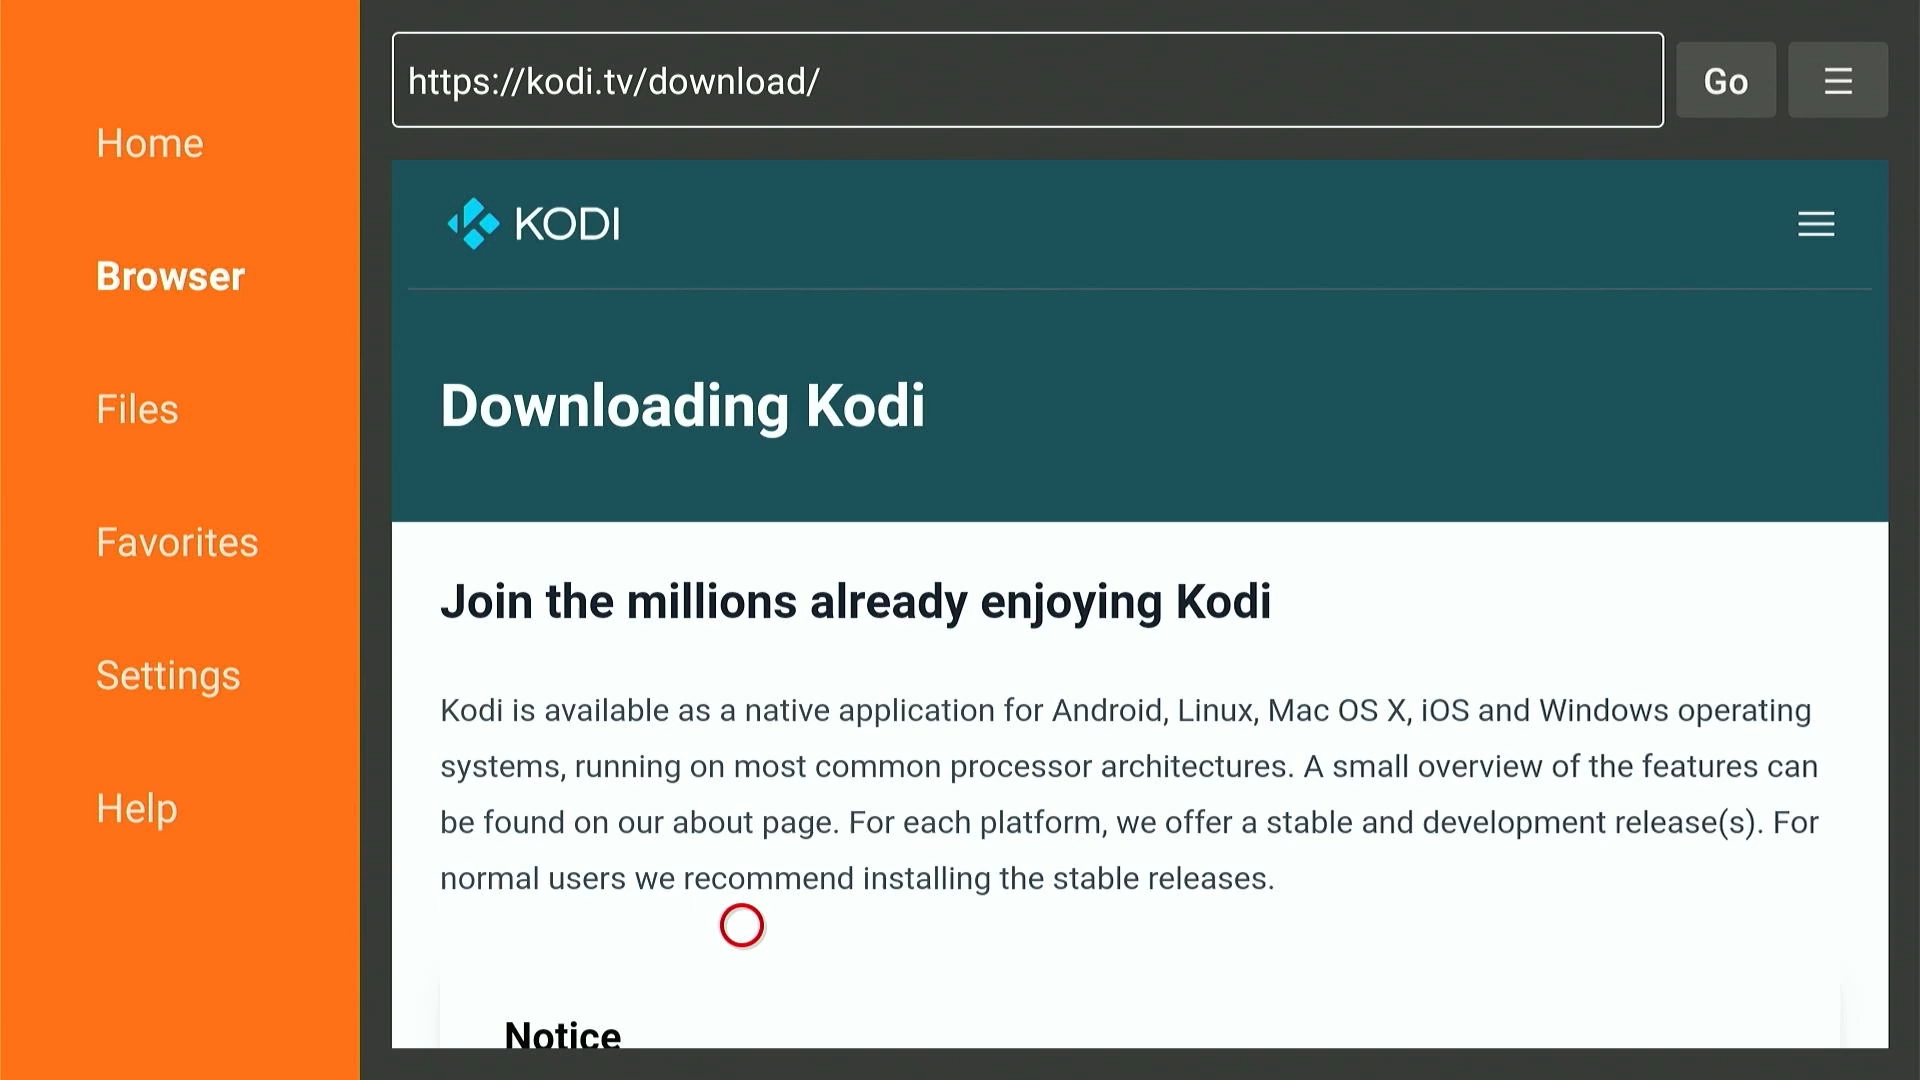 Home
Browser
Files
Favorites
Settings
Help
https://kodi.tv/download/
Go
KODI
Downloading Kodi
Join the millions already enjoying Kodi
Kodi is available as a native application for Android, Linux, Mac OS X, iOS and Windows operating
systems, running on most common processor architectures. A small overview of the features can
be found on our about page. For each platform, we offer a stable and development release(s). For
normal users we recommend installing the stable releases.
Notice